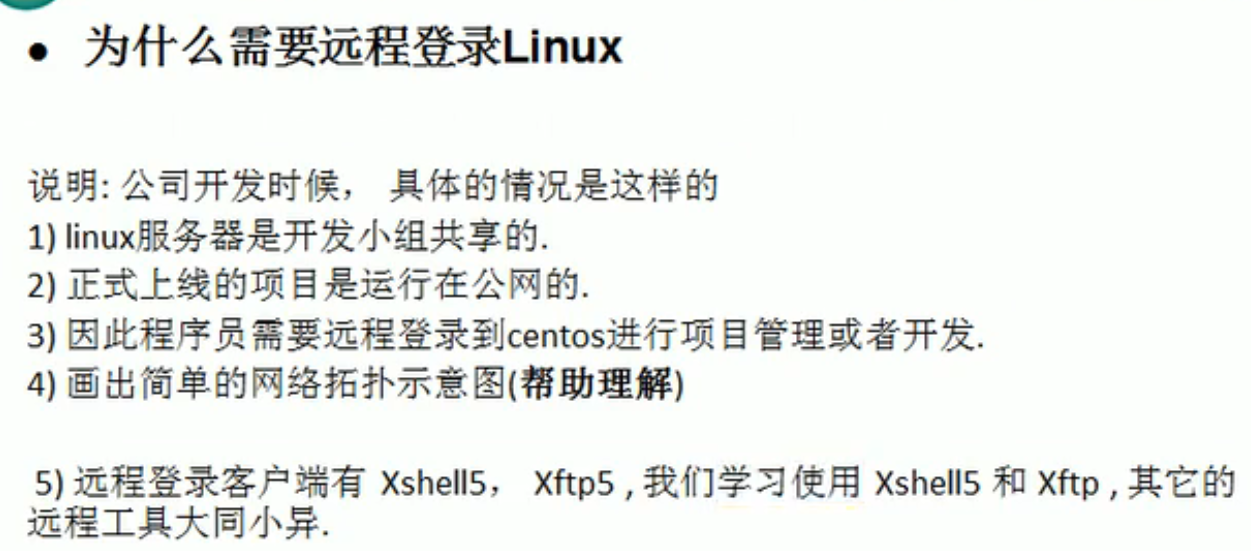 ● 为什么需要远程登录Linux
说明: 公司开发时候， 具体的情况是这样的
1) linux服务器是开发小组共享的.
2) 正式上线的项目是运行在公网的.
3) 因此程序员需要远程登录到centos进行项目管理或者开发.
4) 画出简单的网络拓扑示意图(帮助理解)
5) 远程登录客户端有 Xshell5， Xftp5 , 我们学习使用 Xshell5 和 Xftp , 其它的
远程工具大同小异.